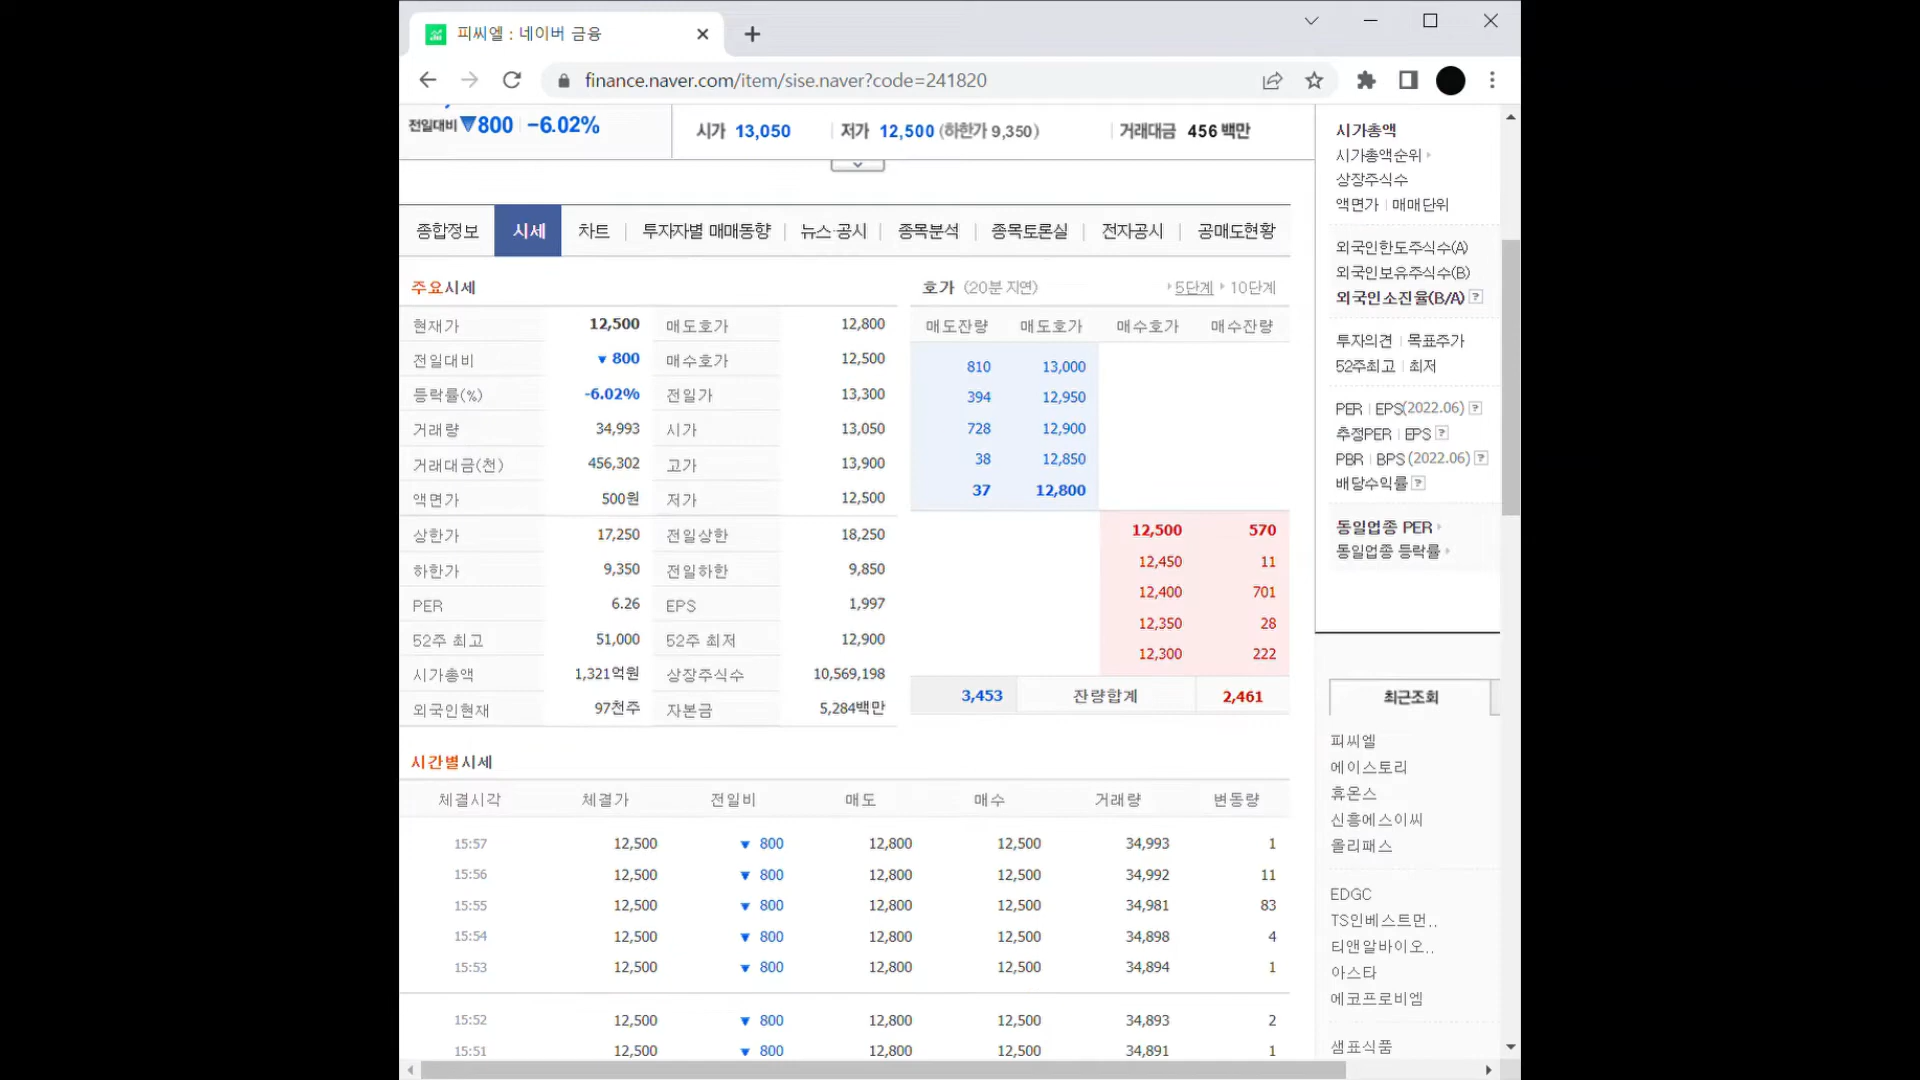 피씨엘 : 네이버 금융
finance.naver.com/item/sise.naver?code=241820
전일대비 ▼800 -6.02%
시가 13,050 저가 12,500 (하한가 9,350) 거래대금 456 백만
종합정보 시세 차트 투자자별 매매동향 뉴스·공시 종목분석 종목토론실 전자공시 공매도현황
주요시세
현재가 12,500 매도호가 12,800
전일대비 ▼ 800 매수호가 12,500
등락률(%) -6.02% 전일가 13,300
거래량 34,993 시가 13,050
거래대금(천) 456,302 고가 13,900
액면가 500원 저가 12,500
상한가 17,250 전일상한 18,250
하한가 9,350 전일하한 9,850
PER 6.26 EPS 1,997
52주 최고 51,000 52주 최저 12,900
시가총액 1,321억원 상장주식수 10,569,198
외국인현재 97천주 자본금 5,284백만
호가 (20분 지연) 5단계 10단계
매도잔량 매도호가 매수호가 매수잔량
810 13,000
394 12,950
728 12,900
38 12,850
37 12,800
12,500 570
12,450 11
12,400 701
12,350 28
12,300 222
3,453 잔량합계 2,461
시간별시세
체결시각 체결가 전일비 매도 매수 거래량 변동량
15:57 12,500 ▼ 800 12,800 12,500 34,993 1
15:56 12,500 ▼ 800 12,800 12,500 34,992 11
15:55 12,500 ▼ 800 12,800 12,500 34,981 83
15:54 12,500 ▼ 800 12,800 12,500 34,898 4
15:53 12,500 ▼ 800 12,800 12,500 34,894 1
15:52 12,500 ▼ 800 12,800 12,500 34,893 2
15:51 12,500 ▼ 800 12,800 12,500 34,891 1
시가총액
시가총액순위
상장주식수
액면가 | 매매단위
외국인한도주식수(A)
외국인보유주식수(B)
외국인소진율(B/A) ?
투자의견 | 목표주가
52주최고 | 최저
PER | EPS(2022.06) ?
추정PER | EPS ?
PBR | BPS (2022.06) ?
배당수익률 ?
동일업종 PER
동일업종 등락률
최근조회
피씨엘
에이스토리
휴온스
신흥에스이씨
올리패스
EDGC
TS인베스트먼..
티앤알바이오..
아스타
에코프로비엠
샘표식품